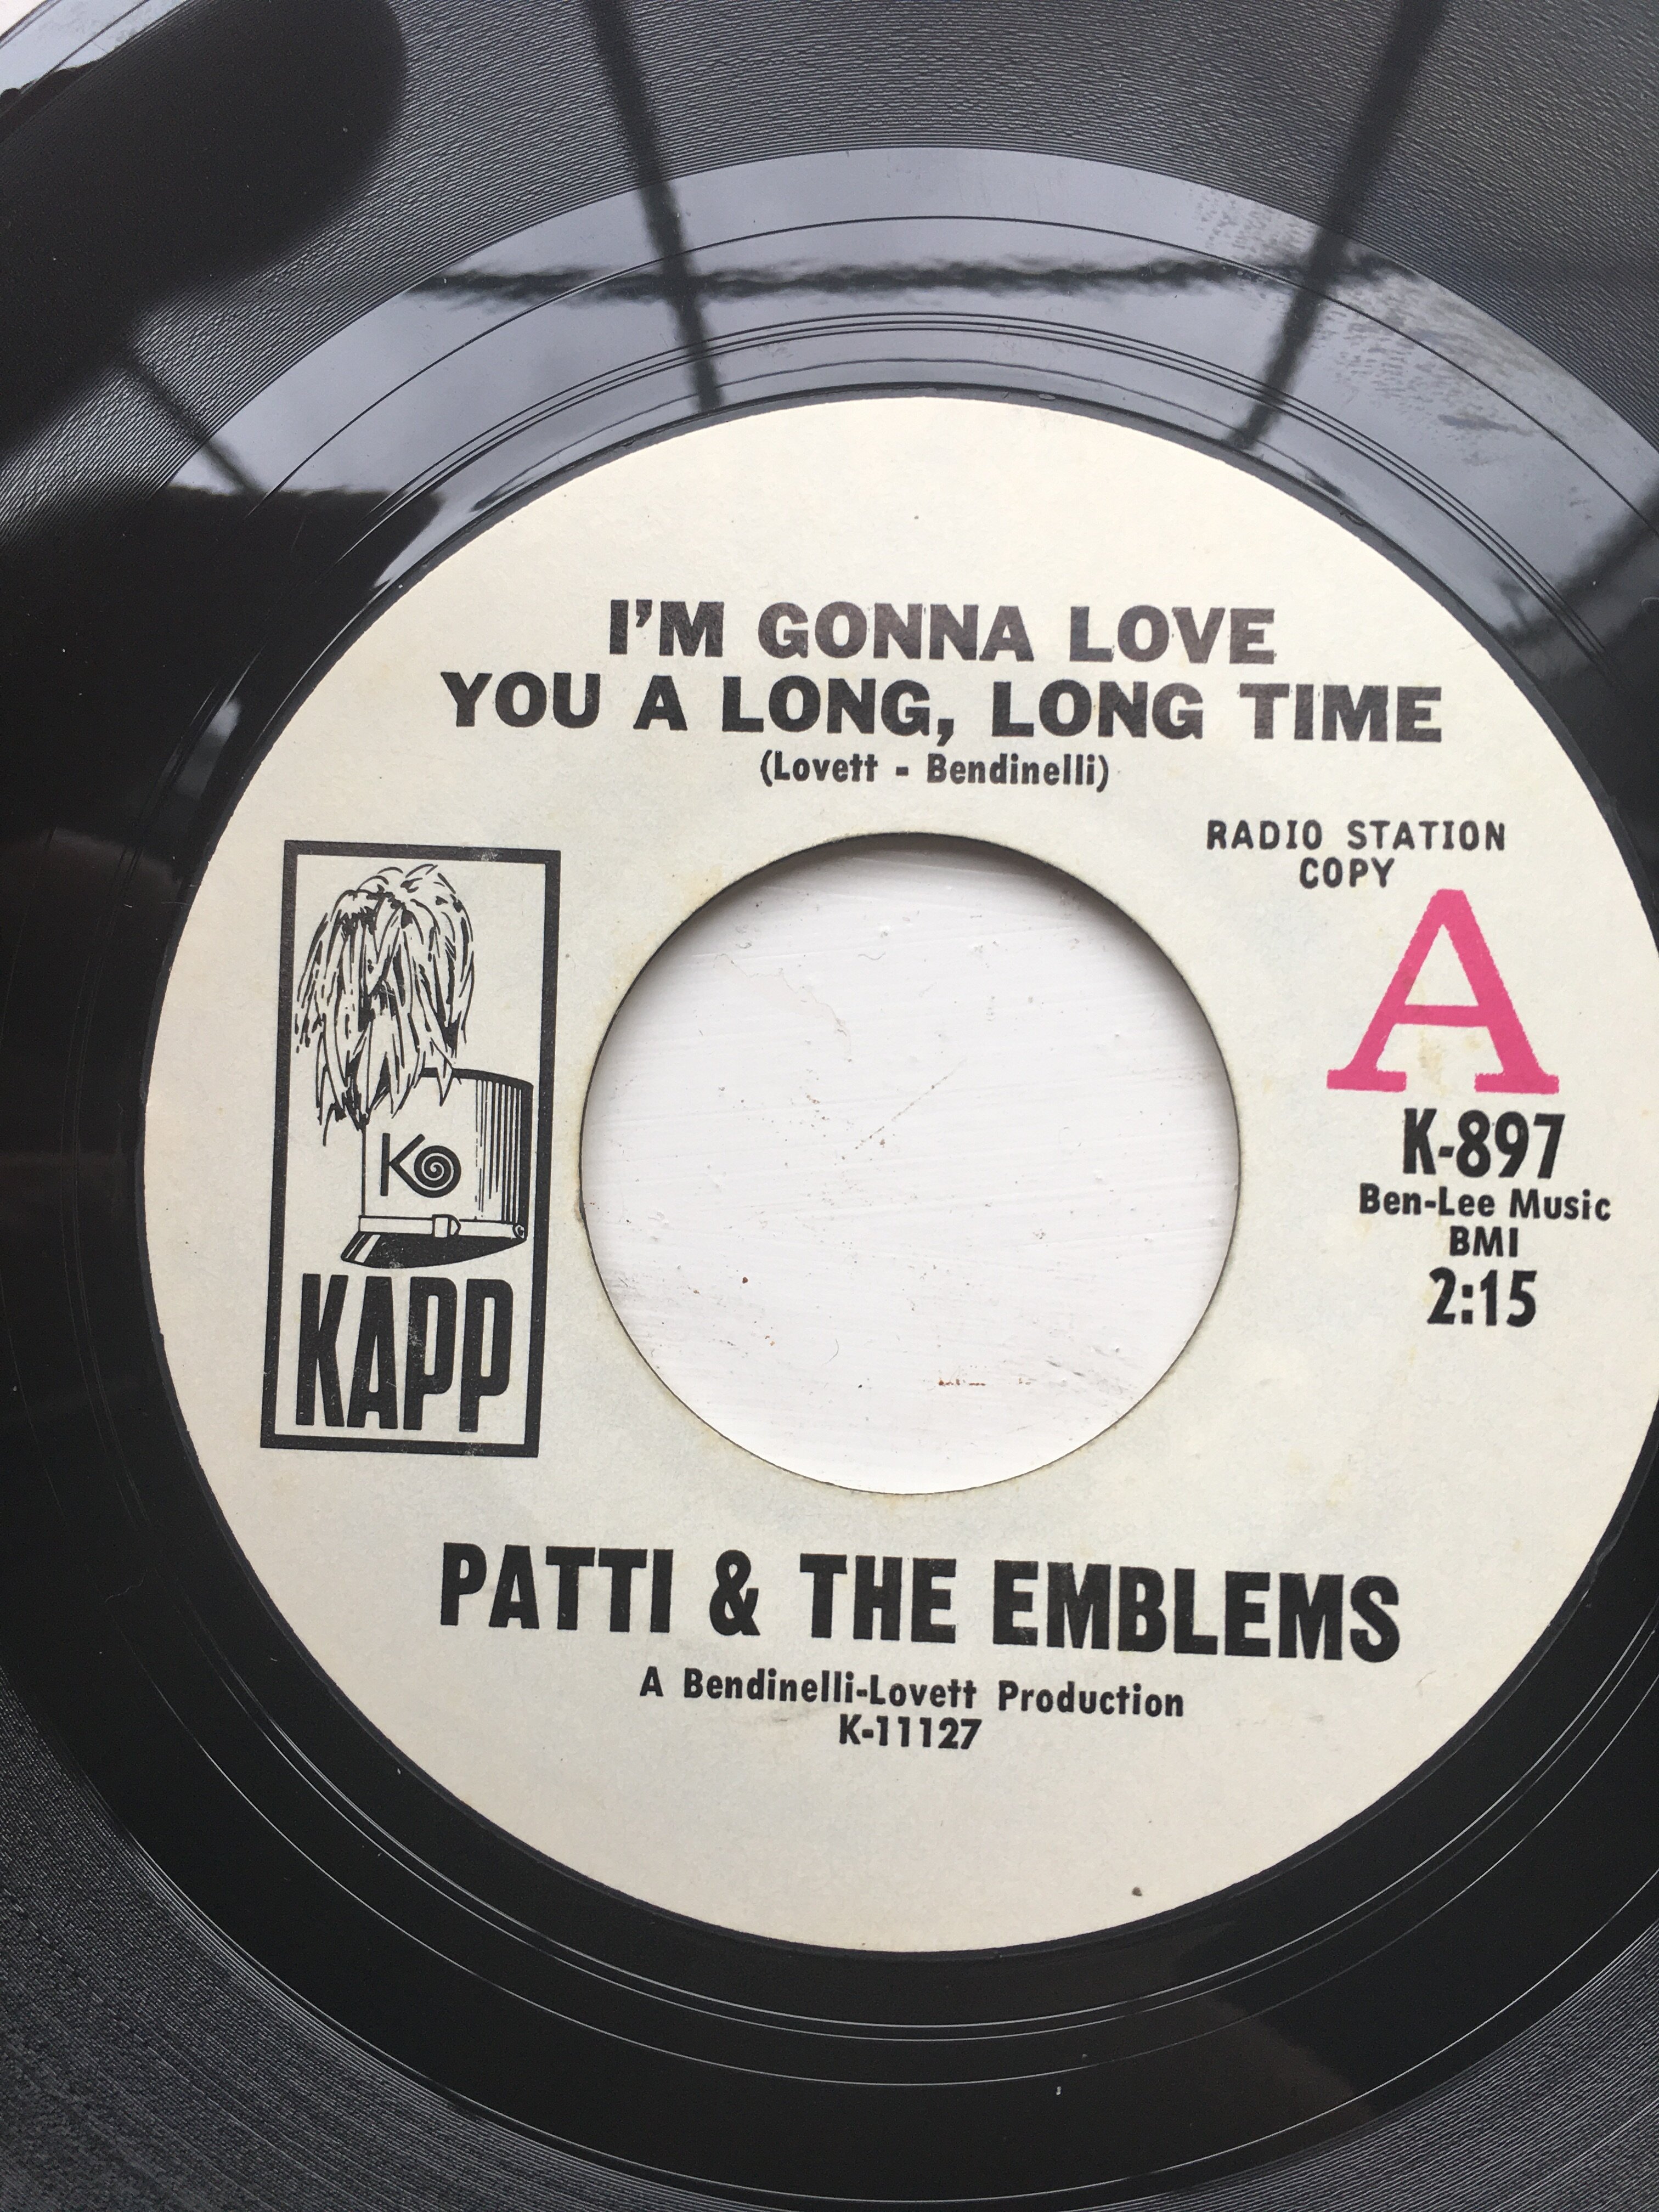 I'M GONNA LOVE
YOU A LONG, LONG TIME
(Lovett - Bendinelli)
RADIO STATION
COPY
A
K-897
Ben-Lee Music
BMI
2:15
K
KAPP
PATTI & THE EMBLEMS
A Bendinelli-Lovett Production
K-11127